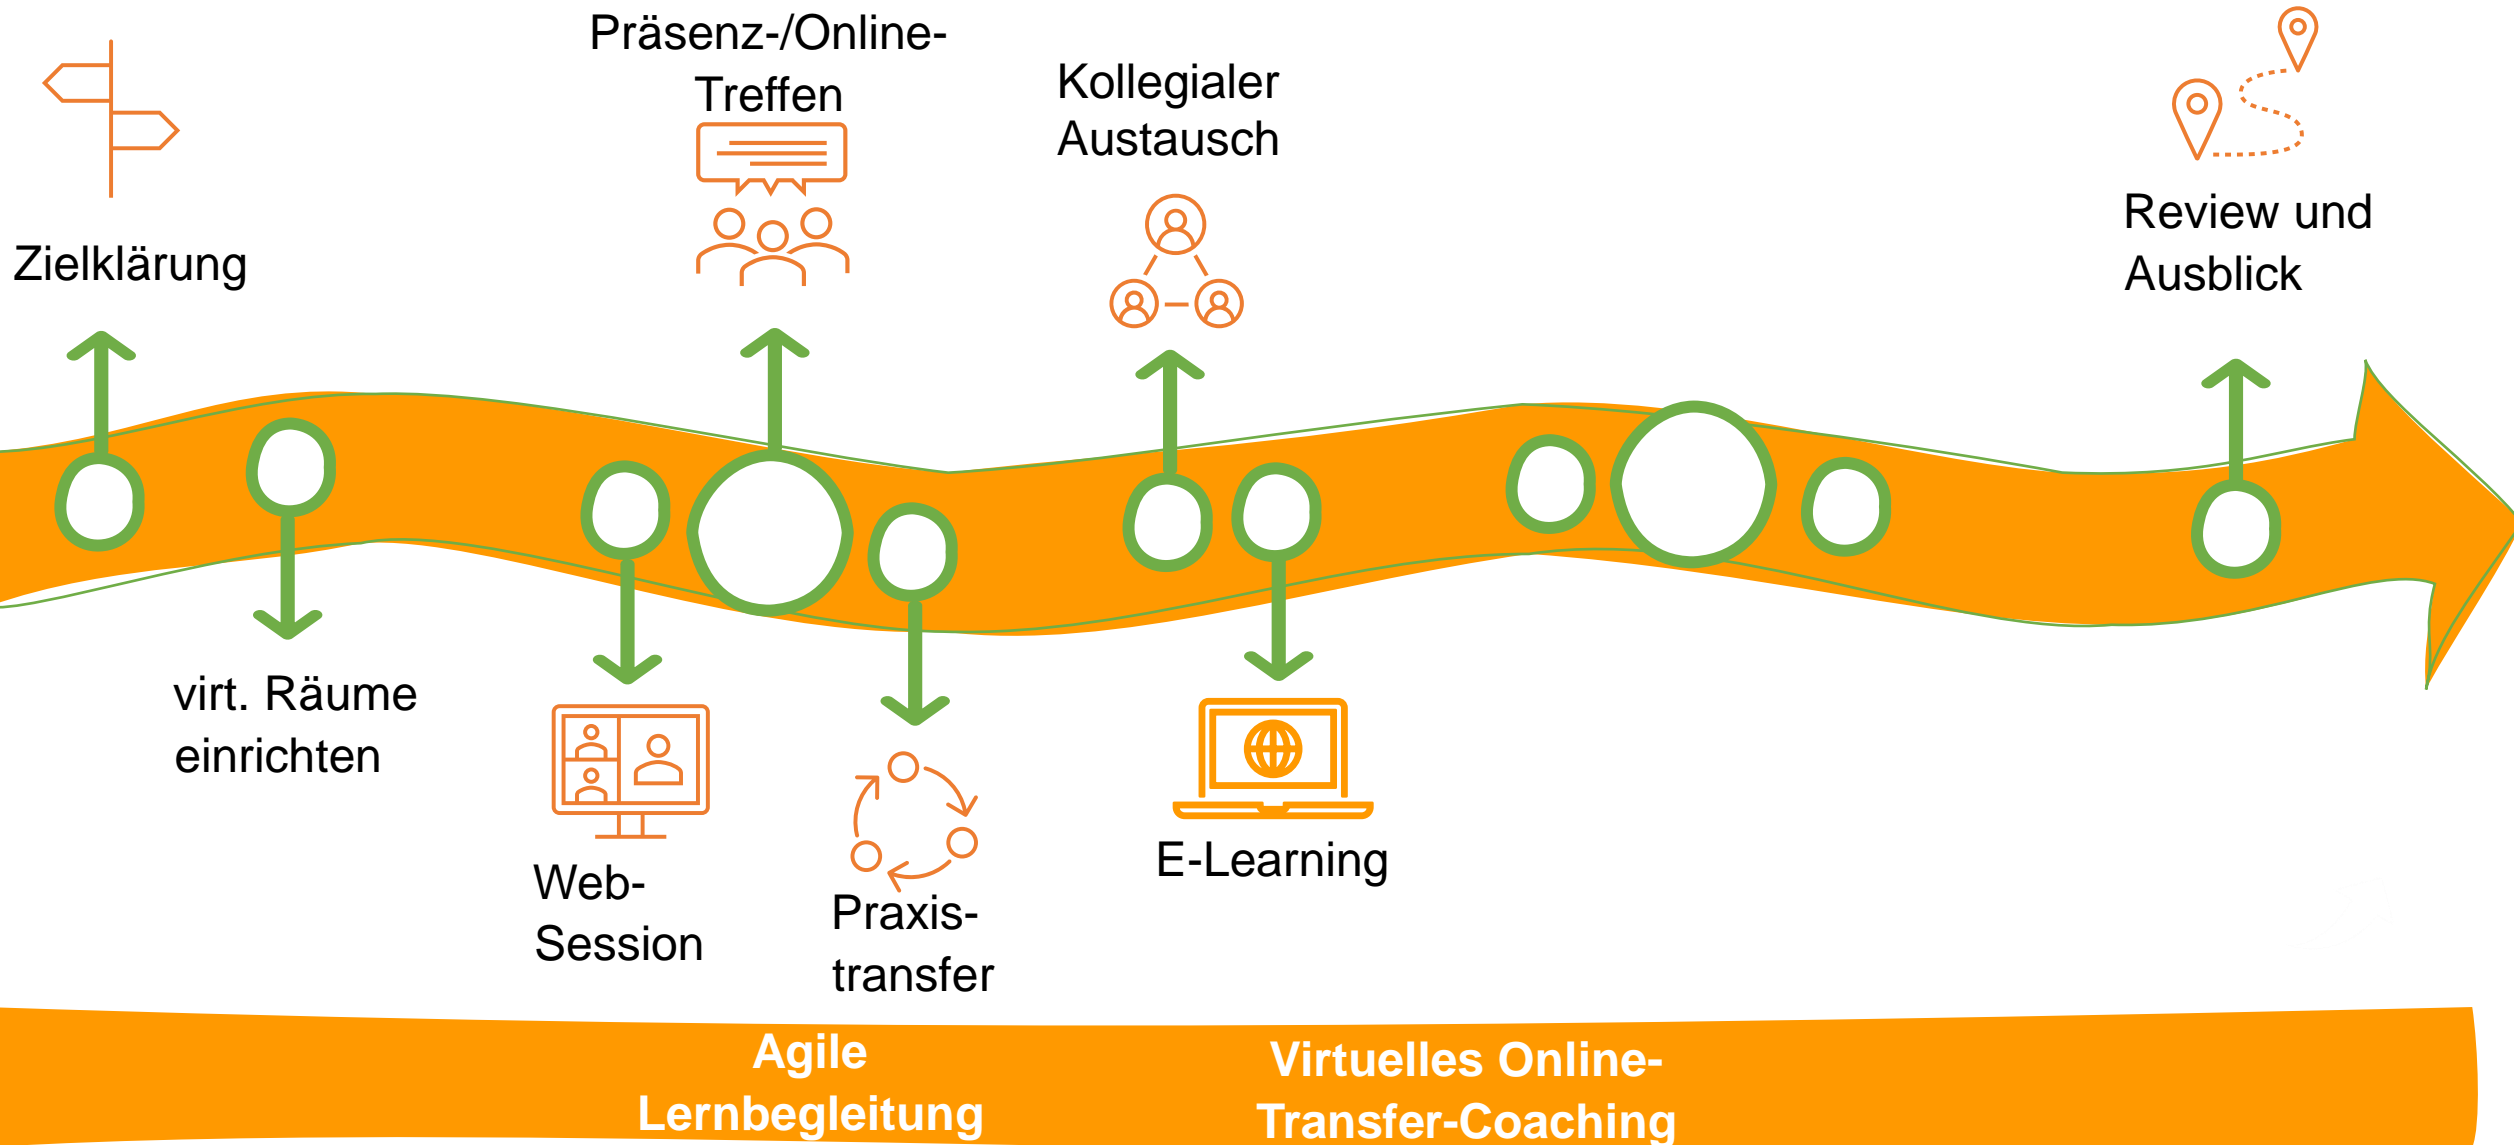 Präsenz-/Online-
Treffen
Kollegialer
Austausch
Review und
Ausblick
Zielklärung
virt. Räume
einrichten
Web-
Session
Praxis-
transfer
E-Learning
Agile
Lernbegleitung
Virtuelles Online-
Transfer-Coaching